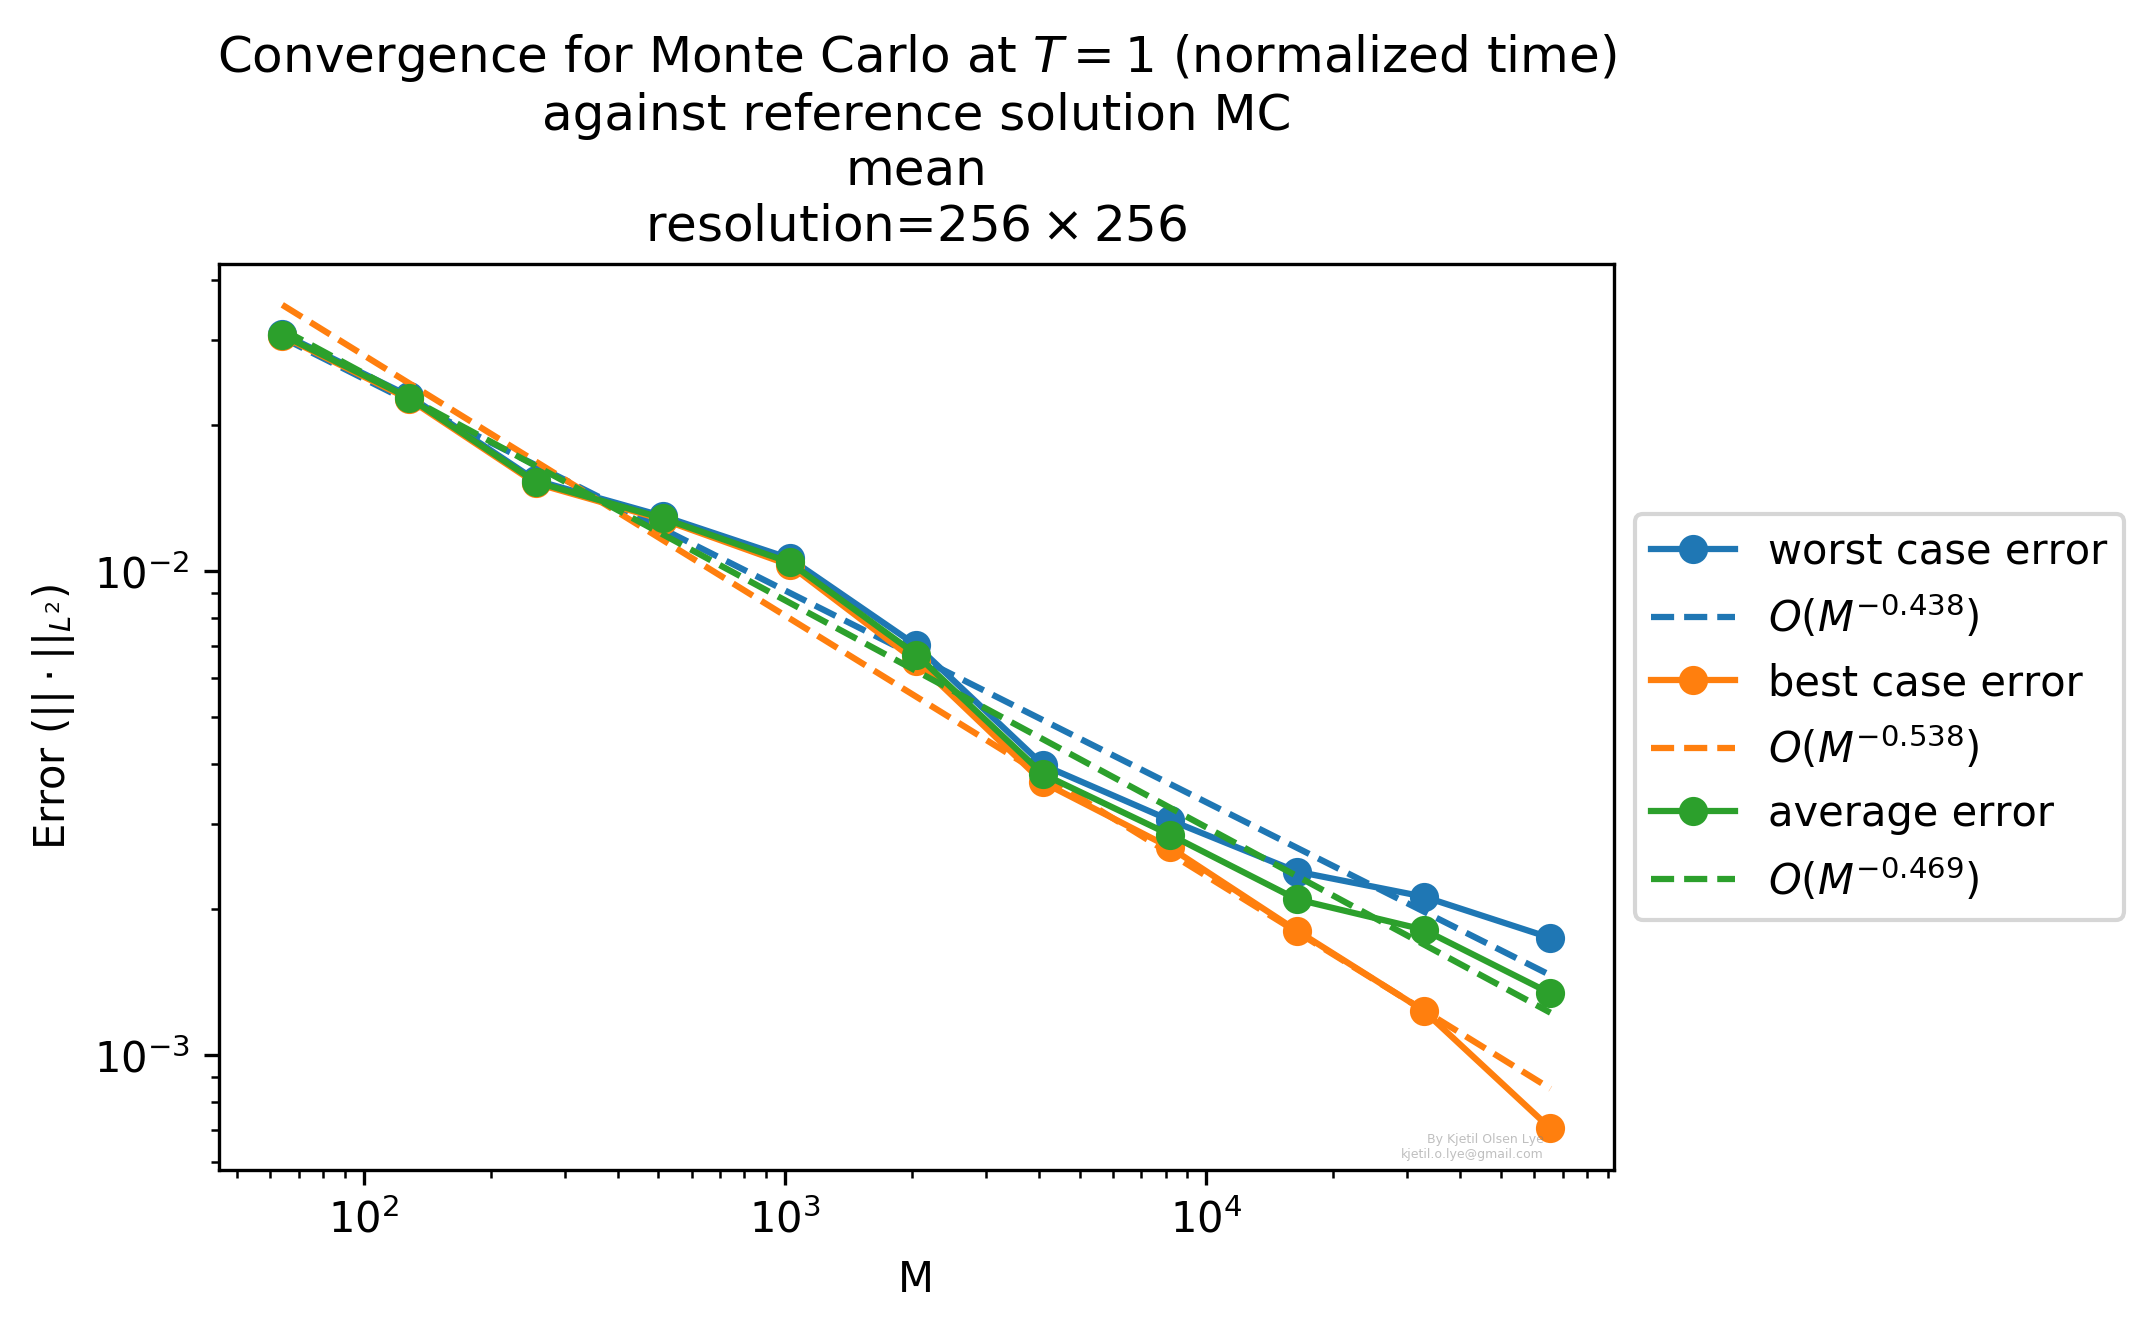 Convergence for Monte Carlo at T = 1 (normalized time)
against reference solution MC
mean
resolution=256 × 256
Error (|| · ||_{L^2})
10^{-2}
10^{-3}
10^2
10^3
10^4
M
worst case error
O(M^{-0.438})
best case error
O(M^{-0.538})
average error
O(M^{-0.469})
By Kjetil Olsen Lye
kjetil.o.lye@gmail.com